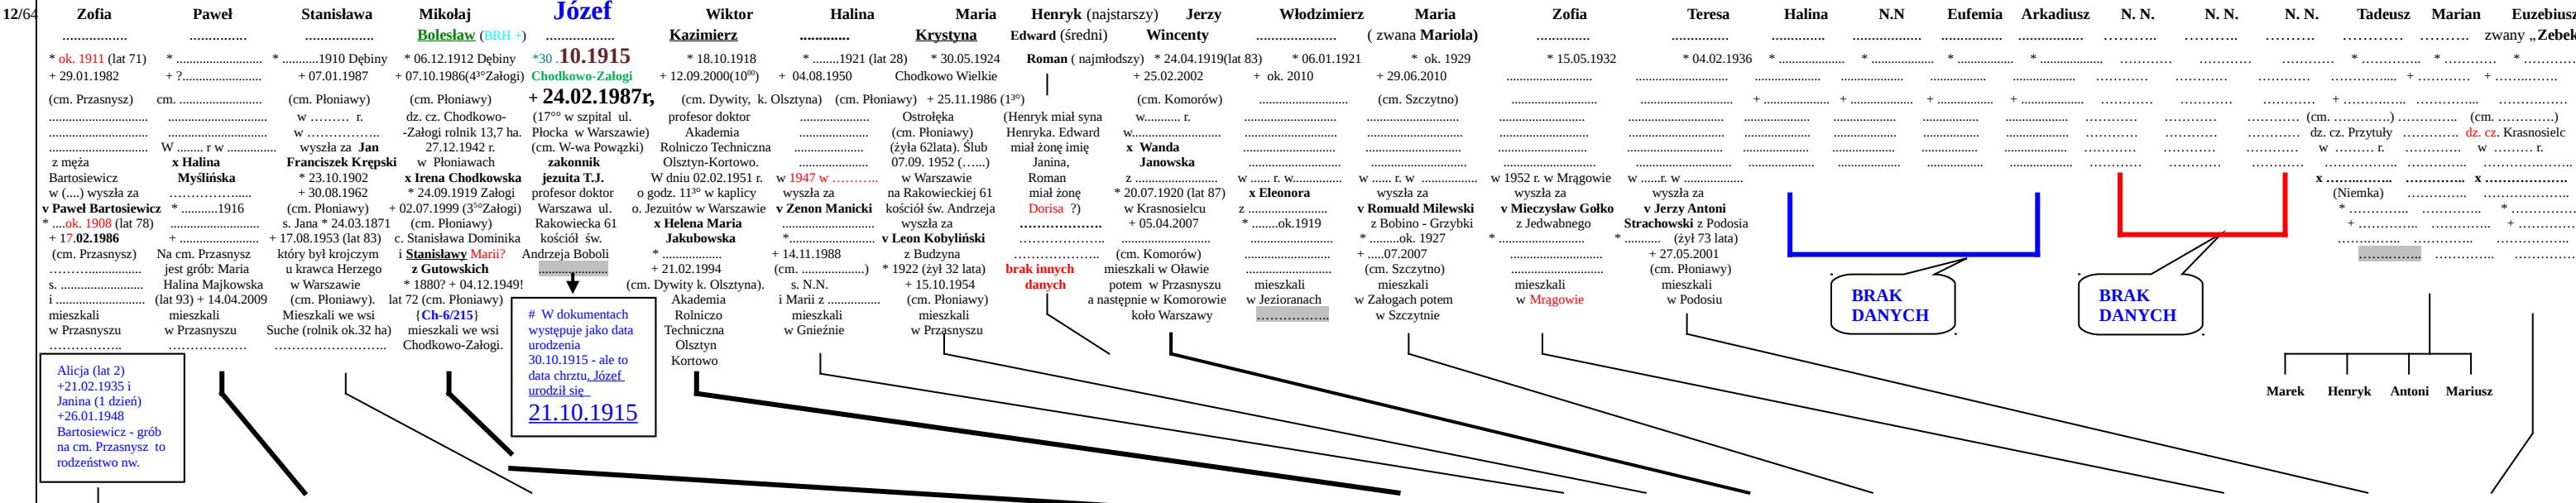 12/64
Zofia
.................
* ok. 1911 (lat 71)
+ 29.01.1982
(cm. Przasnysz)
z męża
Bartosiewicz
w (....) wyszła za
v Paweł Bartosiewicz
* ....ok. 1908 (lat 78)
+ 17.02.1986
(cm. Przasnysz)
s. ......................
i ........................
mieszkali
w Przasnyszu
Alicja (lat 2)
+21.02.1935 i
Janina (1 dzień)
+26.01.1948
Bartosiewicz - grób
na cm. Przasnysz to
rodzeństwo nw.
Paweł
* ..........................
+ ?........................
cm. ..........................
W ........ r w ...............
x Halina
Myślińska
* ...........1916
+ .....................
Na cm. Przasnysz
jest grób: Maria
Halina Majkowska
(lat 93) + 14.04.2009
mieszkali
w Przasnyszu
Stanisława
* ...........1910 Dębiny
+ 07.01.1987
(cm. Płoniawy)
w ......... r.
w ................
wyszła za Jan
Franciszek Krępski
* 23.10.1902
+ 30.08.1962
(cm. Płoniawy)
s. Jana * 24.03.1871
+ 17.08.1953 (lat 83)
który był krojczym
u krawca Herzego
w Warszawie
(cm. Płoniawy).
Mieszkali we wsi
Suche (rolnik ok.32 ha)
Mikołaj
Bolesław (BRH +)
* 06.12.1912 Dębiny
+ 07.10.1986(4³°Załogi)
(cm. Płoniawy)
dz. cz. Chodkowo-
-Załogi rolnik 13,7 ha.
27.12.1942 r.
w Płoniawach
x Irena Chodkowska
* 24.09.1919 Załogi
+ 02.07.1999 (3⁵°Załogi)
(cm. Płoniawy)
c. Stanisława Dominika
i Stanisławy Marii?
z Gutowskich
* 1880? + 04.12.1949!
lat 72 (cm. Płoniawy)
{Ch-6/215}
mieszkali we wsi
Chodkowo-Załogi.
Józef
.................
*30 .10.1915
Chodkowo-Załogi
+ 24.02.1987r,
(17°° w szpital ul.
Płocka w Warszawie)
(cm. W-wa Powązki)
zakonnik
jezuita T.J.
profesor doktor
Warszawa ul.
Rakowiecka 61
kościół św.
Andrzeja Boboli
# W dokumentach
występuje jako data
urodzenia
30.10.1915 - ale to
data chrztu, Józef
urodził się
21.10.1915
Wiktor
Kazimierz
* 18.10.1918
+ 12.09.2000(10⁰⁰)
(cm. Dywity, k. Olsztyna)
profesor doktor
Akademia
Rolniczo Techniczna
Olsztyn-Kortowo.
W dniu 02.02.1951 r.
o godz. 11³° w kaplicy
o. Jezuitów w Warszawie
x Helena Maria
Jakubowska
* .................
+ 21.02.1994
(cm. Dywity k. Olsztyna).
Akademia
Rolniczo
Techniczna
Olsztyn
Kortowo
Halina
............
* ........1921 (lat 28)
+ 04.08.1950
(cm. Płoniawy)
w 1947 w ...........
wyszła za
v Zenon Manicki
*.....................
+ 14.11.1988
(cm. ...................)
s. N.N.
i Marii z ................
mieszkali
w Gnieźnie
Maria
Krystyna
* 30.05.1924
Chodkowo Wielkie
+ 25.11.1986 (1³°)
Ostrołęka
(cm. Płoniawy)
(żyła 62lata). Ślub
07.09. 1952 (......)
w Warszawie
na Rakowieckiej 61
kościół św. Andrzeja
wyszła za
v Leon Kobyliński
z Budzyna
* 1922 (żył 32 lata)
+ 15.10.1954
(cm. Płoniawy)
mieszkali
w Przasnyszu
Henryk (najstarszy)
Edward (średni)
Roman ( najmłodszy)
(Henryk miał syna
Henryka. Edward
miał żonę imię
Janina,
Roman
miał żonę
Dorisa ?)
brak innych
danych
Jerzy
Wincenty
* 24.04.1919(lat 83)
+ 25.02.2002
(cm. Komorów)
w........... r.
w........................
x Wanda
Janowska
z ........................
* 20.07.1920 (lat 87)
w Krasnosielcu
+ 05.04.2007
(cm. Komorów)
mieszkali w Oławie
potem w Przasnyszu
a następnie w Komorowie
koło Warszawy
Włodzimierz
* 06.01.1921
+ ok. 2010
w ...... r. w..............
x Eleonora
z ......................
* ........ok.1919
mieszkali
w Jezioranach
Maria
( zwana Mariola)
* ok. 1929
+ 29.06.2010
(cm. Szczytno)
w ...... r. w ...............
wyszła za
v Romuald Milewski
z Bobino - Grzybki
* ........ok. 1927
+ .....07.2007
(cm. Szczytno)
mieszkali
w Załogach potem
w Szczytnie
Zofia
* 15.05.1932
w 1952 r. w Mrągowie
wyszła za
v Mieczysław Gołko
z Jedwabnego
* .......................
mieszkali
w Mrągowie
Teresa
* 04.02.1936
w ......r. w ..............
wyszła za
v Jerzy Antoni
Strachowski z Podosia
* .......... (żył 73 lata)
+ 27.05.2001
(cm. Płoniawy)
mieszkali
w Podosiu
Halina
* ...................
+ ...................
N.N
* ...................
+ ...................
Eufemia
* ...................
+ ...................
Arkadiusz
* ...................
+ ...................
BRAK
DANYCH
N. N.
N. N.
N. N.
BRAK
DANYCH
Tadeusz
* ...............
+ ...............
(cm. .............)
dz. cz. Przytuły
w ......... r.
x .................
(Niemka)
* ...............
+ ...............
Marian
* ...............
+ ...............
Marek Henryk Antoni Mariusz
Euzebiusz
zwany „Zebek
* ...............
+ ...............
(cm. .............)
dz. cz. Krasnosielc
w ......... r.
x .....................
* ...............
+ ...............